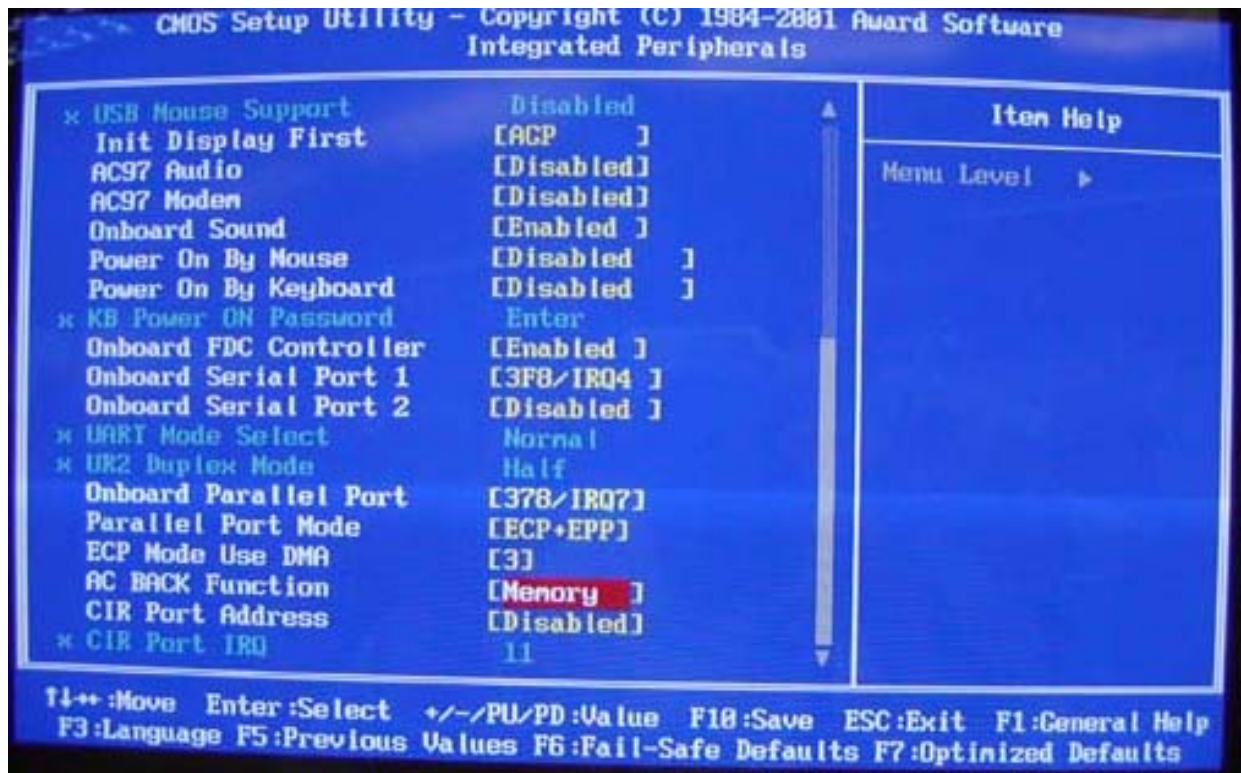 CMOS Setup Utility - Copyright (C) 1984-2001 Award Software
Integrated Peripherals
x USB Mouse Support Disabled
Init Display First [AGP ]
AC97 Audio [Disabled]
AC97 Modem [Disabled]
Onboard Sound [Enabled ]
Power On By Mouse [Disabled ]
Power On By Keyboard [Disabled ]
x KB Power ON Password Enter
Onboard FDC Controller [Enabled ]
Onboard Serial Port 1 [3F8/IRQ4 ]
Onboard Serial Port 2 [Disabled ]
x UART Mode Select Normal
x UR2 Duplex Mode Half
Onboard Parallel Port [378/IRQ7]
Parallel Port Mode [ECP+EPP]
ECP Mode Use DMA [3]
AC BACK Function [Memory ]
CIR Port Address [Disabled]
x CIR Port IRQ 11
Item Help
Menu Level ▶
↑↓→←:Move Enter:Select +/-/PU/PD:Value F10:Save ESC:Exit F1:General Help
F3:Language F5:Previous Values F6:Fail-Safe Defaults F7:Optimized Defaults